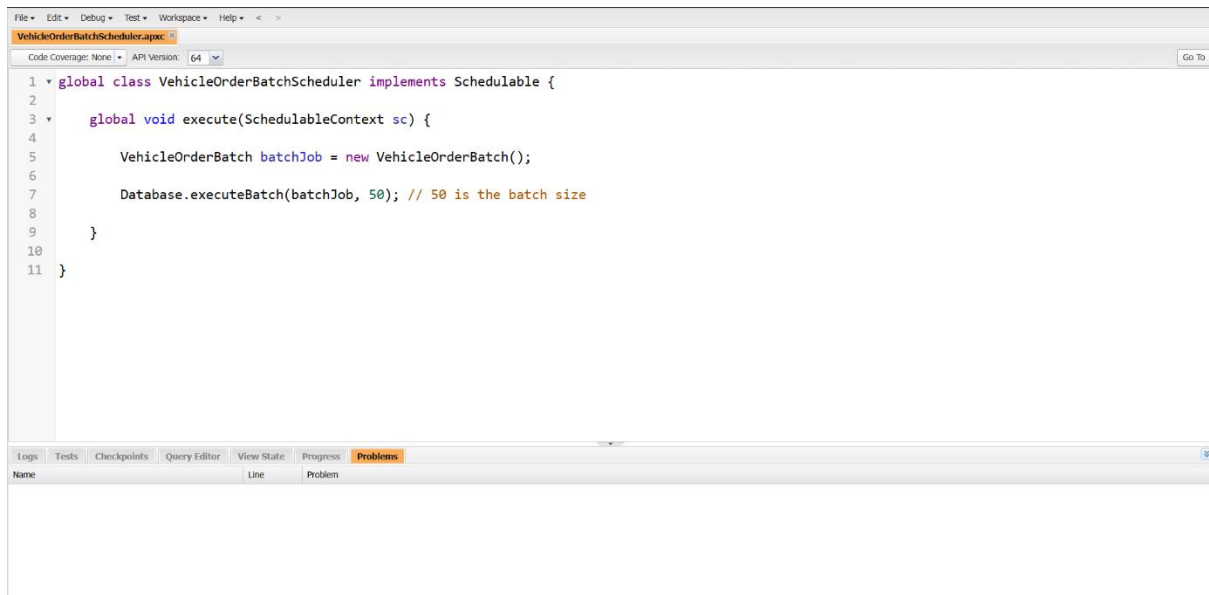 File Edit Debug Test Workspace Help < >
VehicleOrderBatchScheduler.apxc
Code Coverage: None API Version: 64 Go To
1 global class VehicleOrderBatchScheduler implements Schedulable {
2
3 global void execute(SchedulableContext sc) {
4
5 VehicleOrderBatch batchJob = new VehicleOrderBatch();
6
7 Database.executeBatch(batchJob, 50); // 50 is the batch size
8
9 }
10
11 }
Logs Tests Checkpoints Query Editor View State Progress Problems
Name Line Problem